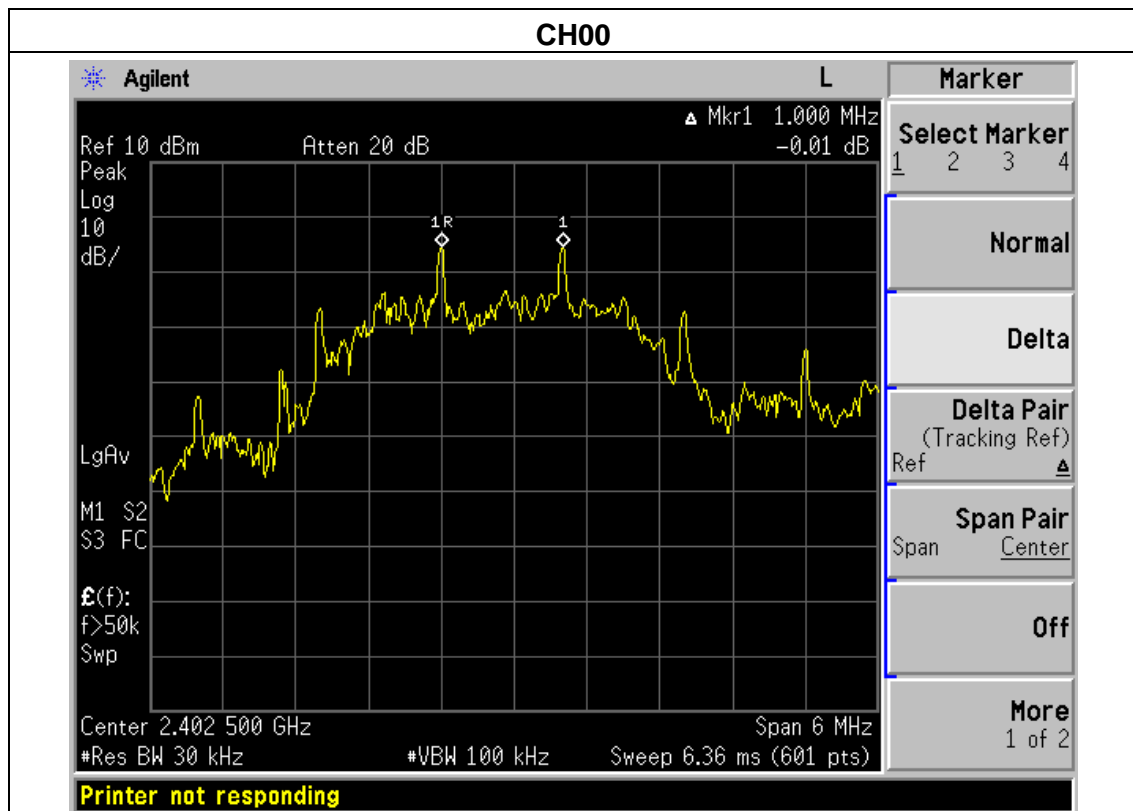 CH00
Agilent L Marker
Δ Mkr1 1.000 MHz
Ref 10 dBm Atten 20 dB -0.01 dB
Peak
Log
10
dB/
1R 1
LgAv
M1 S2
S3 FC
£(f):
f>50k
Swp
Center 2.402 500 GHz Span 6 MHz
#Res BW 30 kHz #VBW 100 kHz Sweep 6.36 ms (601 pts)
Select Marker
1 2 3 4
Normal
Delta
Delta Pair
(Tracking Ref)
Ref Δ
Span Pair
Span Center
Off
More
1 of 2
Printer not responding